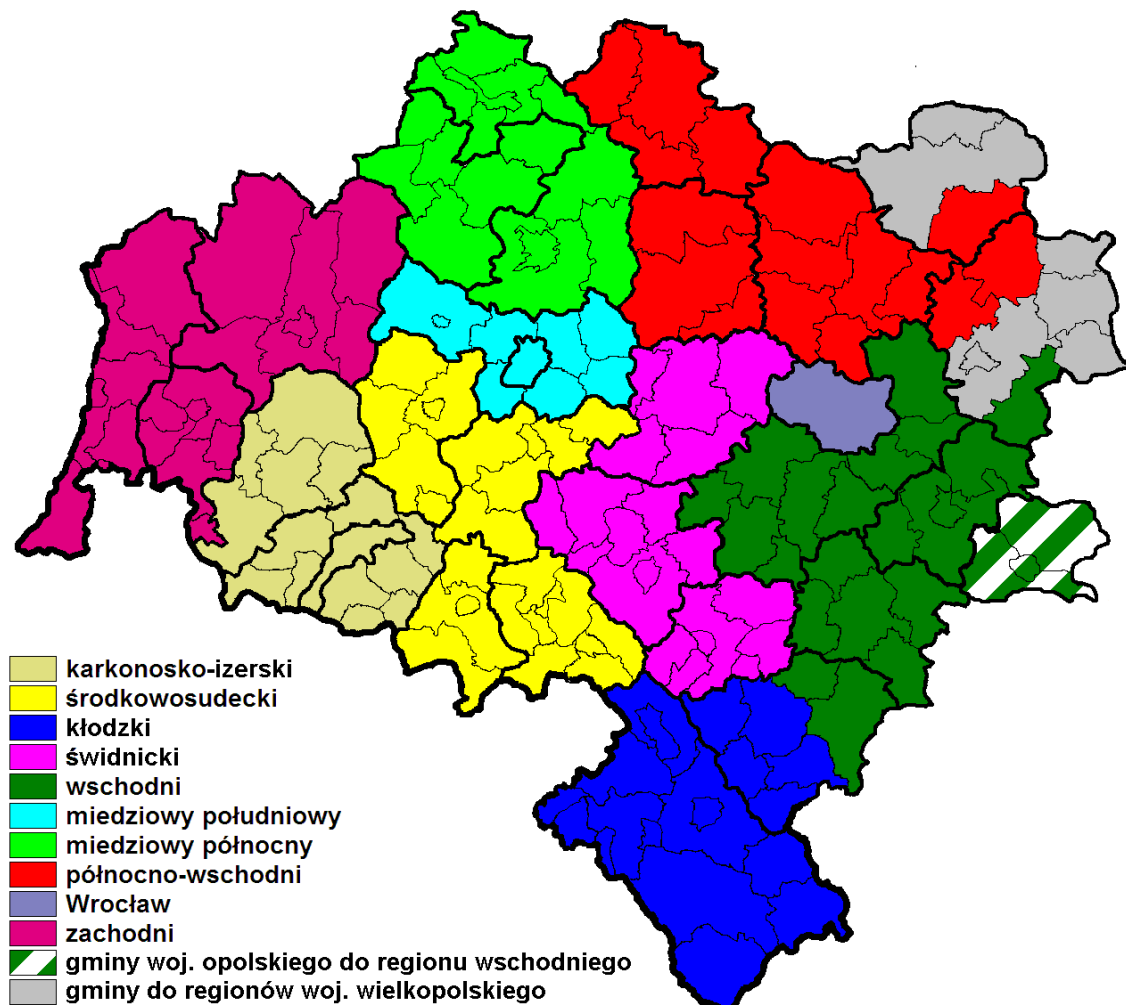 karkonosko-izerski
środkowosudecki
kłodzki
świdnicki
wschodni
miedziowy południowy
miedziowy północny
północno-wschodni
Wrocław
zachodni
gminy woj. opolskiego do regionu wschodniego
gminy do regionów woj. wielkopolskiego